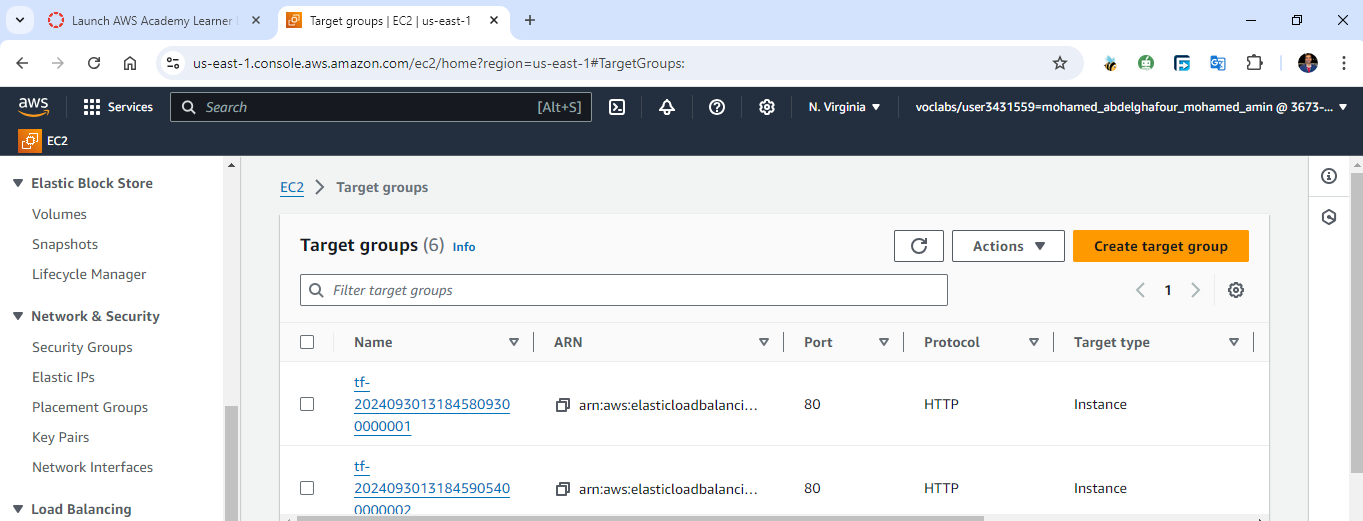 Launch AWS Academy Learner
Target groups | EC2 | us-east-1
us-east-1.console.aws.amazon.com/ec2/home?region=us-east-1#TargetGroups:
aws
Services
Search
[Alt+S]
N. Virginia
voclabs/user3431559=mohamed_abdelghafour_mohamed_amin @ 3673-...
EC2
Elastic Block Store
Volumes
Snapshots
Lifecycle Manager
Network & Security
Security Groups
Elastic IPs
Placement Groups
Key Pairs
Network Interfaces
Load Balancing
EC2 > Target groups
Target groups (6) Info
Actions
Create target group
Filter target groups
1
Name ARN Port Protocol Target type
tf-
2024093013184580930
0000001
arn:aws:elasticloadbalanci...
80
HTTP
Instance
tf-
2024093013184590540
0000002
arn:aws:elasticloadbalanci...
80
HTTP
Instance